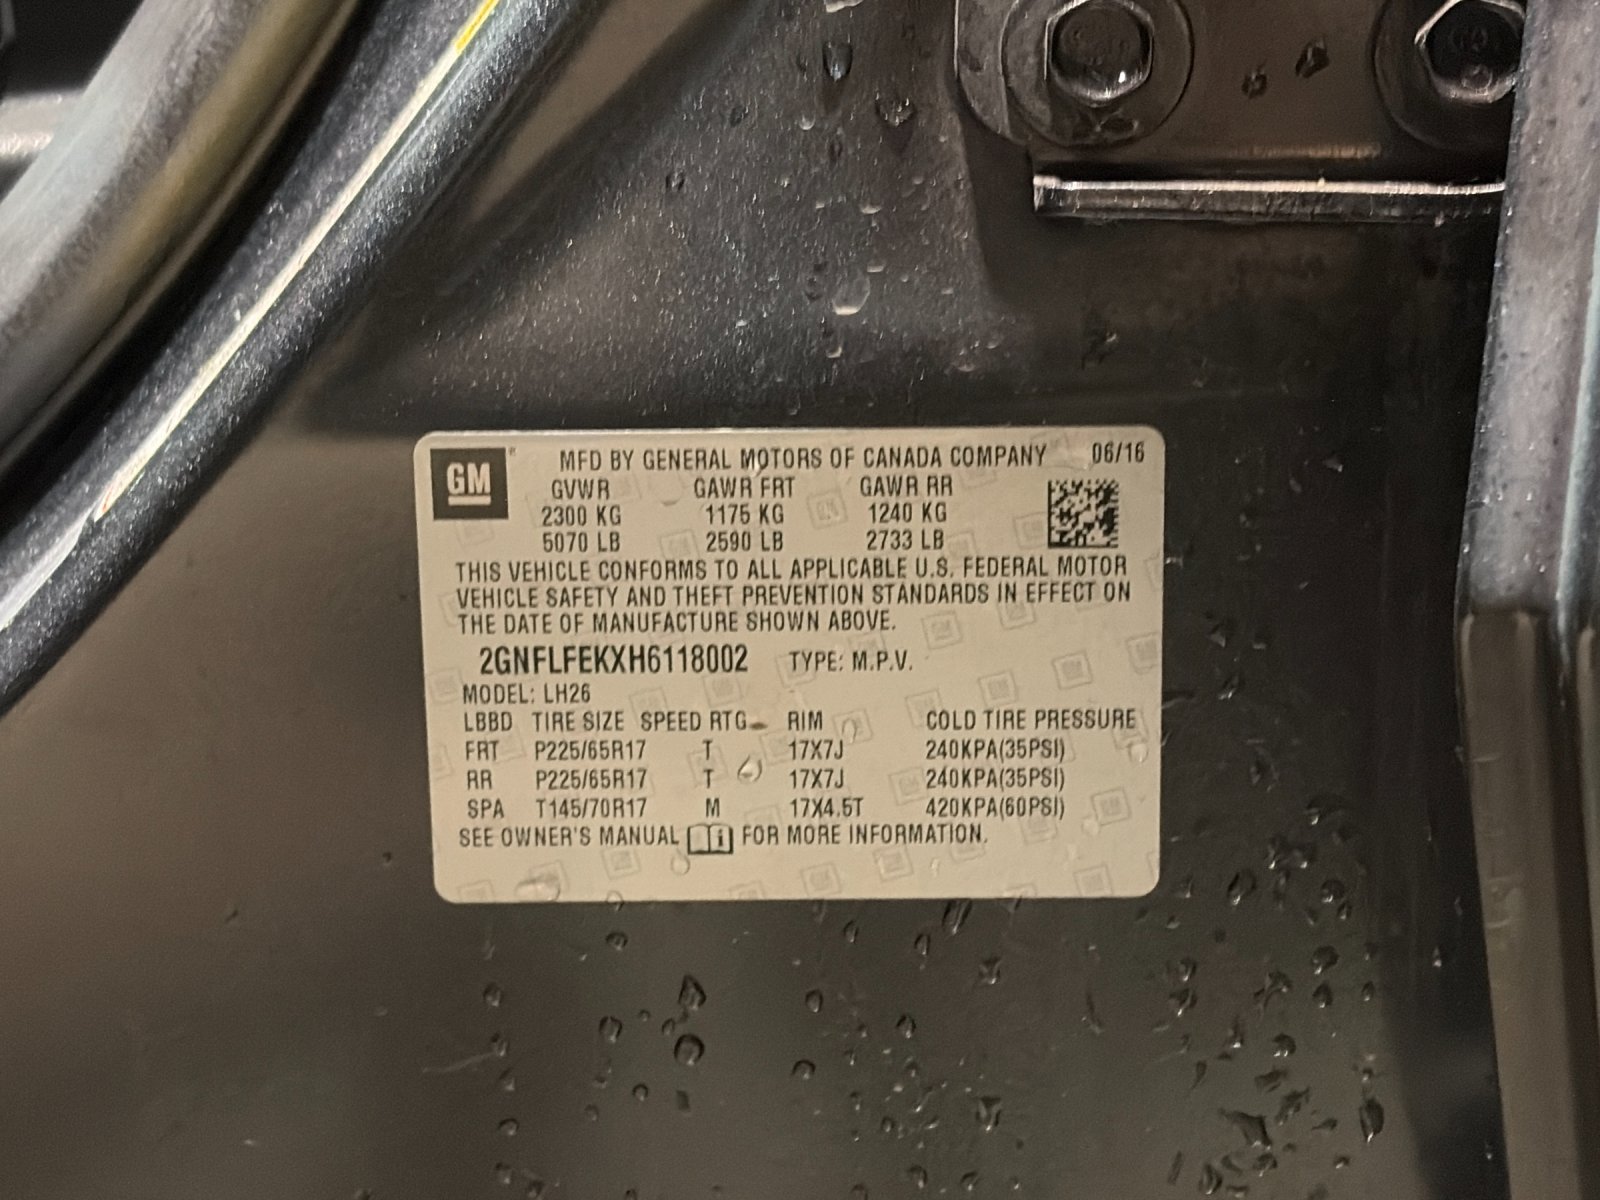 GM MFD BY GENERAL MOTORS OF CANADA COMPANY 06/16
GVWR GAWR FRT GAWR RR
2300 KG 1175 KG 1240 KG
5070 LB 2590 LB 2733 LB
THIS VEHICLE CONFORMS TO ALL APPLICABLE U.S. FEDERAL MOTOR
VEHICLE SAFETY AND THEFT PREVENTION STANDARDS IN EFFECT ON
THE DATE OF MANUFACTURE SHOWN ABOVE.
2GNFLFEKXH6118002 TYPE: M.P.V.
MODEL: LH26
LBBD TIRE SIZE SPEED RTG RIM COLD TIRE PRESSURE
FRT P225/65R17 T 17X7J 240KPA(35PSI)
RR P225/65R17 T 17X7J 240KPA(35PSI)
SPA T145/70R17 M 17X4.5T 420KPA(60PSI)
SEE OWNER'S MANUAL i FOR MORE INFORMATION.